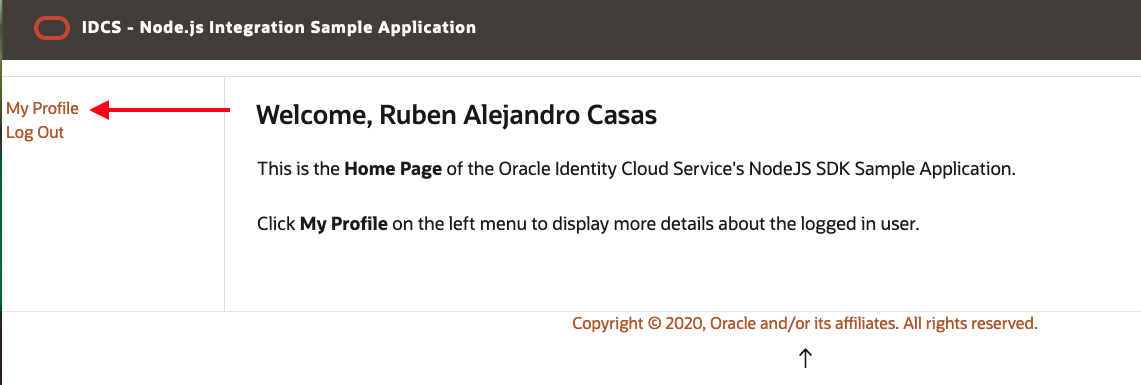 IDCS - Node.js Integration Sample Application
My Profile
Log Out
Welcome, Ruben Alejandro Casas
This is the Home Page of the Oracle Identity Cloud Service's NodeJS SDK Sample Application.
Click My Profile on the left menu to display more details about the logged in user.
Copyright © 2020, Oracle and/or its affiliates. All rights reserved.